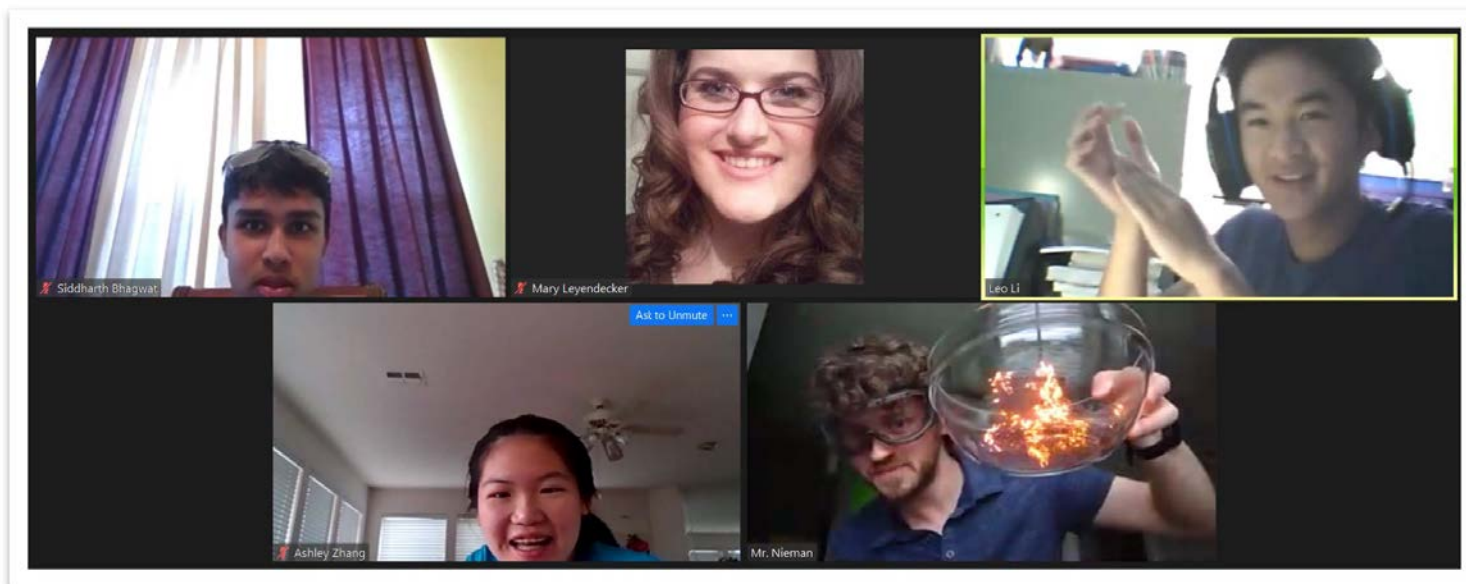 Siddharth Bhagwat
Mary Leyendecker
Leo Li
Ask to Unmute ...
Ashley Zhang
Mr. Nieman